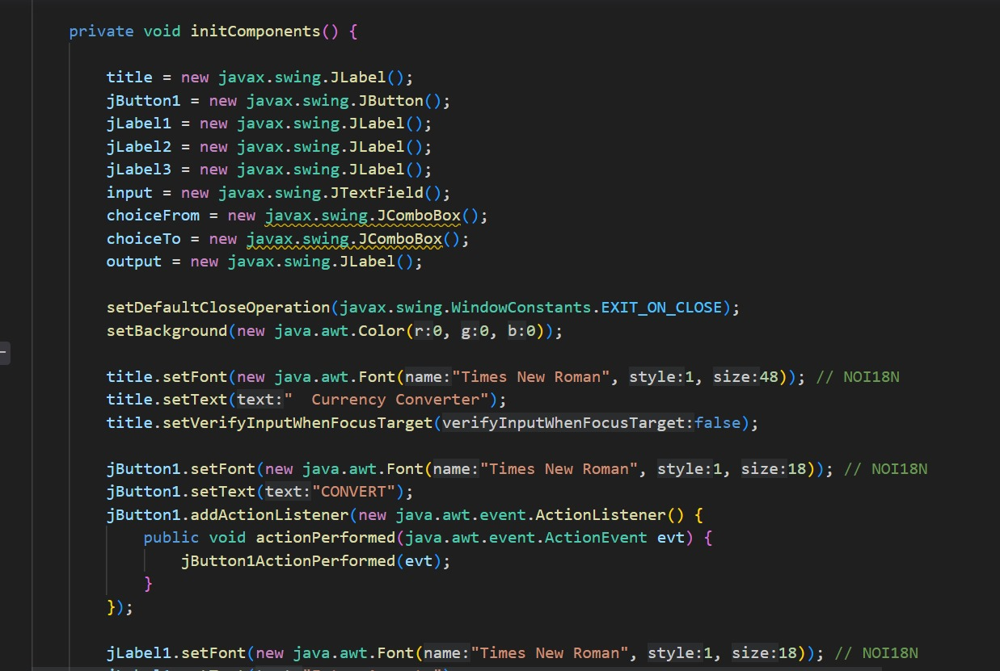 private void initComponents() {
title = new javax.swing.JLabel();
jButton1 = new javax.swing.JButton();
jLabel1 = new javax.swing.JLabel();
jLabel2 = new javax.swing.JLabel();
jLabel3 = new javax.swing.JLabel();
input = new javax.swing.JTextField();
choiceFrom = new javax.swing.JComboBox();
choiceTo = new javax.swing.JComboBox();
output = new javax.swing.JLabel();
setDefaultCloseOperation(javax.swing.WindowConstants.EXIT_ON_CLOSE);
setBackground(new java.awt.Color(r:0, g:0, b:0));
title.setFont(new java.awt.Font(name:"Times New Roman", style:1, size:48)); // NOI18N
title.setText(text:"  Currency Converter");
title.setVerifyInputWhenFocusTarget(verifyInputWhenFocusTarget:false);
jButton1.setFont(new java.awt.Font(name:"Times New Roman", style:1, size:18)); // NOI18N
jButton1.setText(text:"CONVERT");
jButton1.addActionListener(new java.awt.event.ActionListener() {
public void actionPerformed(java.awt.event.ActionEvent evt) {
jButton1ActionPerformed(evt);
}
});
jLabel1.setFont(new java.awt.Font(name:"Times New Roman", style:1, size:18)); // NOI18N